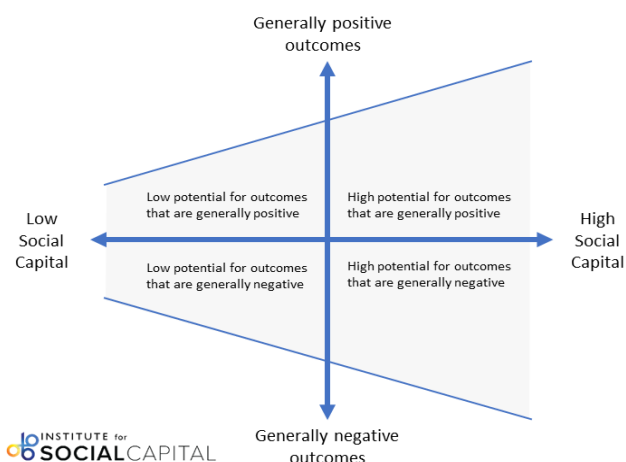 Generally positive
outcomes
Low potential for outcomes
that are generally positive
High potential for outcomes
that are generally positive
Low
Social
Capital
High
Social
Capital
Low potential for outcomes
that are generally negative
High potential for outcomes
that are generally negative
Generally negative
outcomes
INSTITUTE for
SOCIALCAPITAL